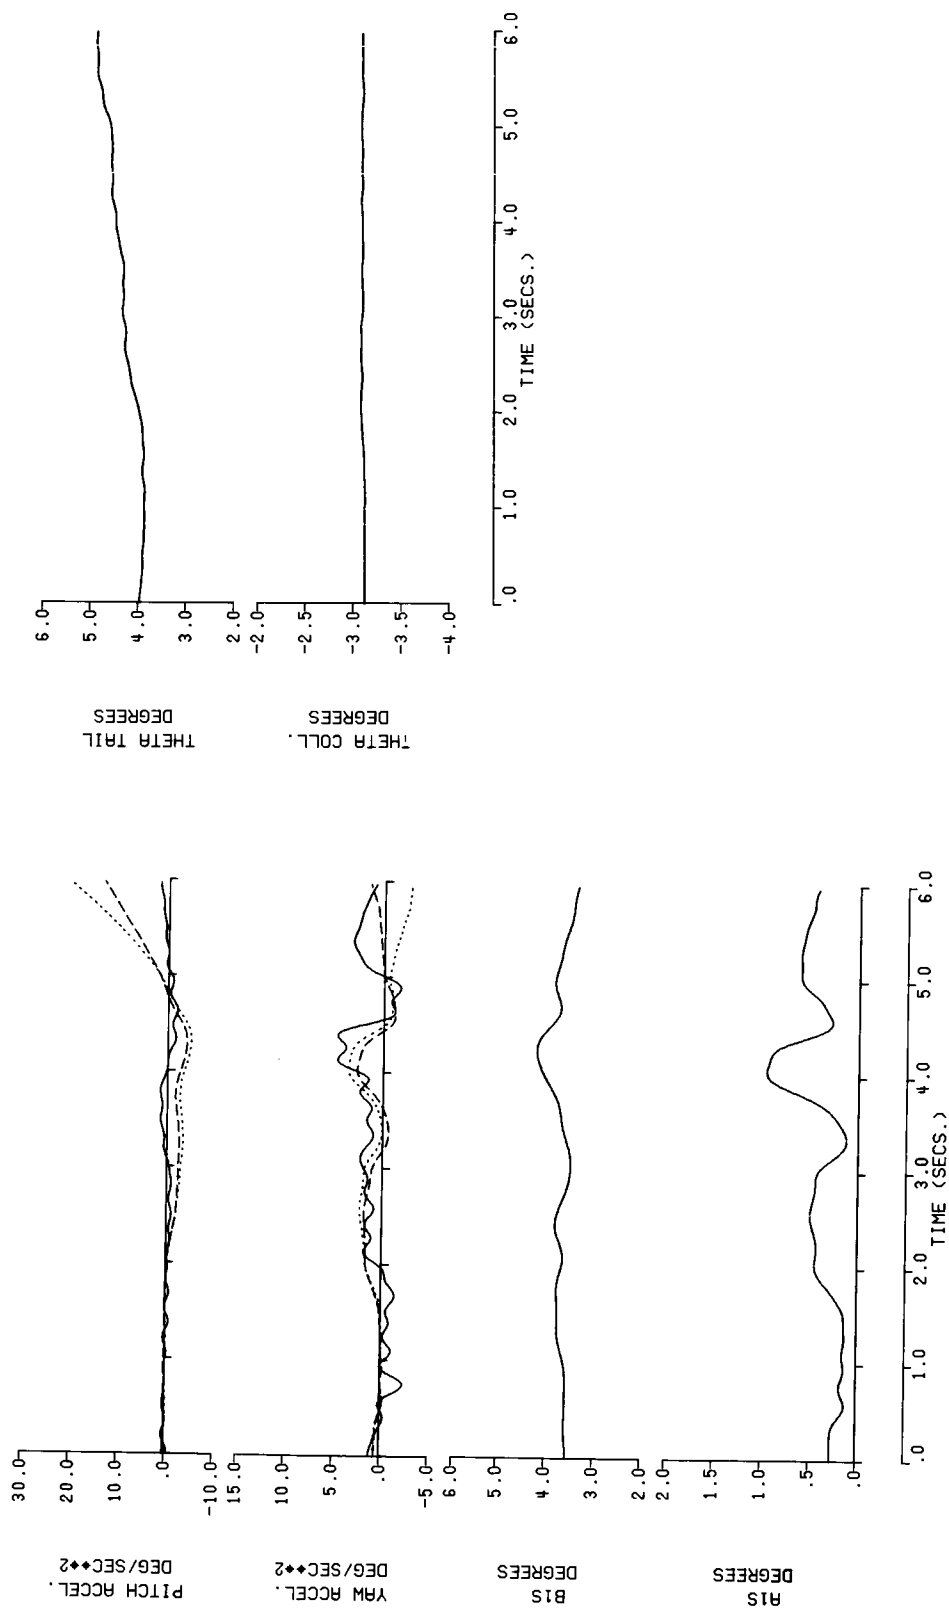 PITCH ACCEL.
DEG/SEC**2
30.0
20.0
10.0
.0
-10.0
YAW ACCEL.
DEG/SEC**2
15.0
10.0
5.0
.0
-5.0
B1S
DEGREES
6.0
5.0
4.0
3.0
2.0
A1S
DEGREES
2.0
1.5
1.0
.5
.0
.0 1.0 2.0 3.0 4.0 5.0 6.0
TIME (SECS.)
THETA TAIL
DEGREES
6.0
5.0
4.0
3.0
2.0
THETA COLL.
DEGREES
-2.0
-2.5
-3.0
-3.5
-4.0
.0 1.0 2.0 3.0 4.0 5.0 6.0
TIME (SECS.)